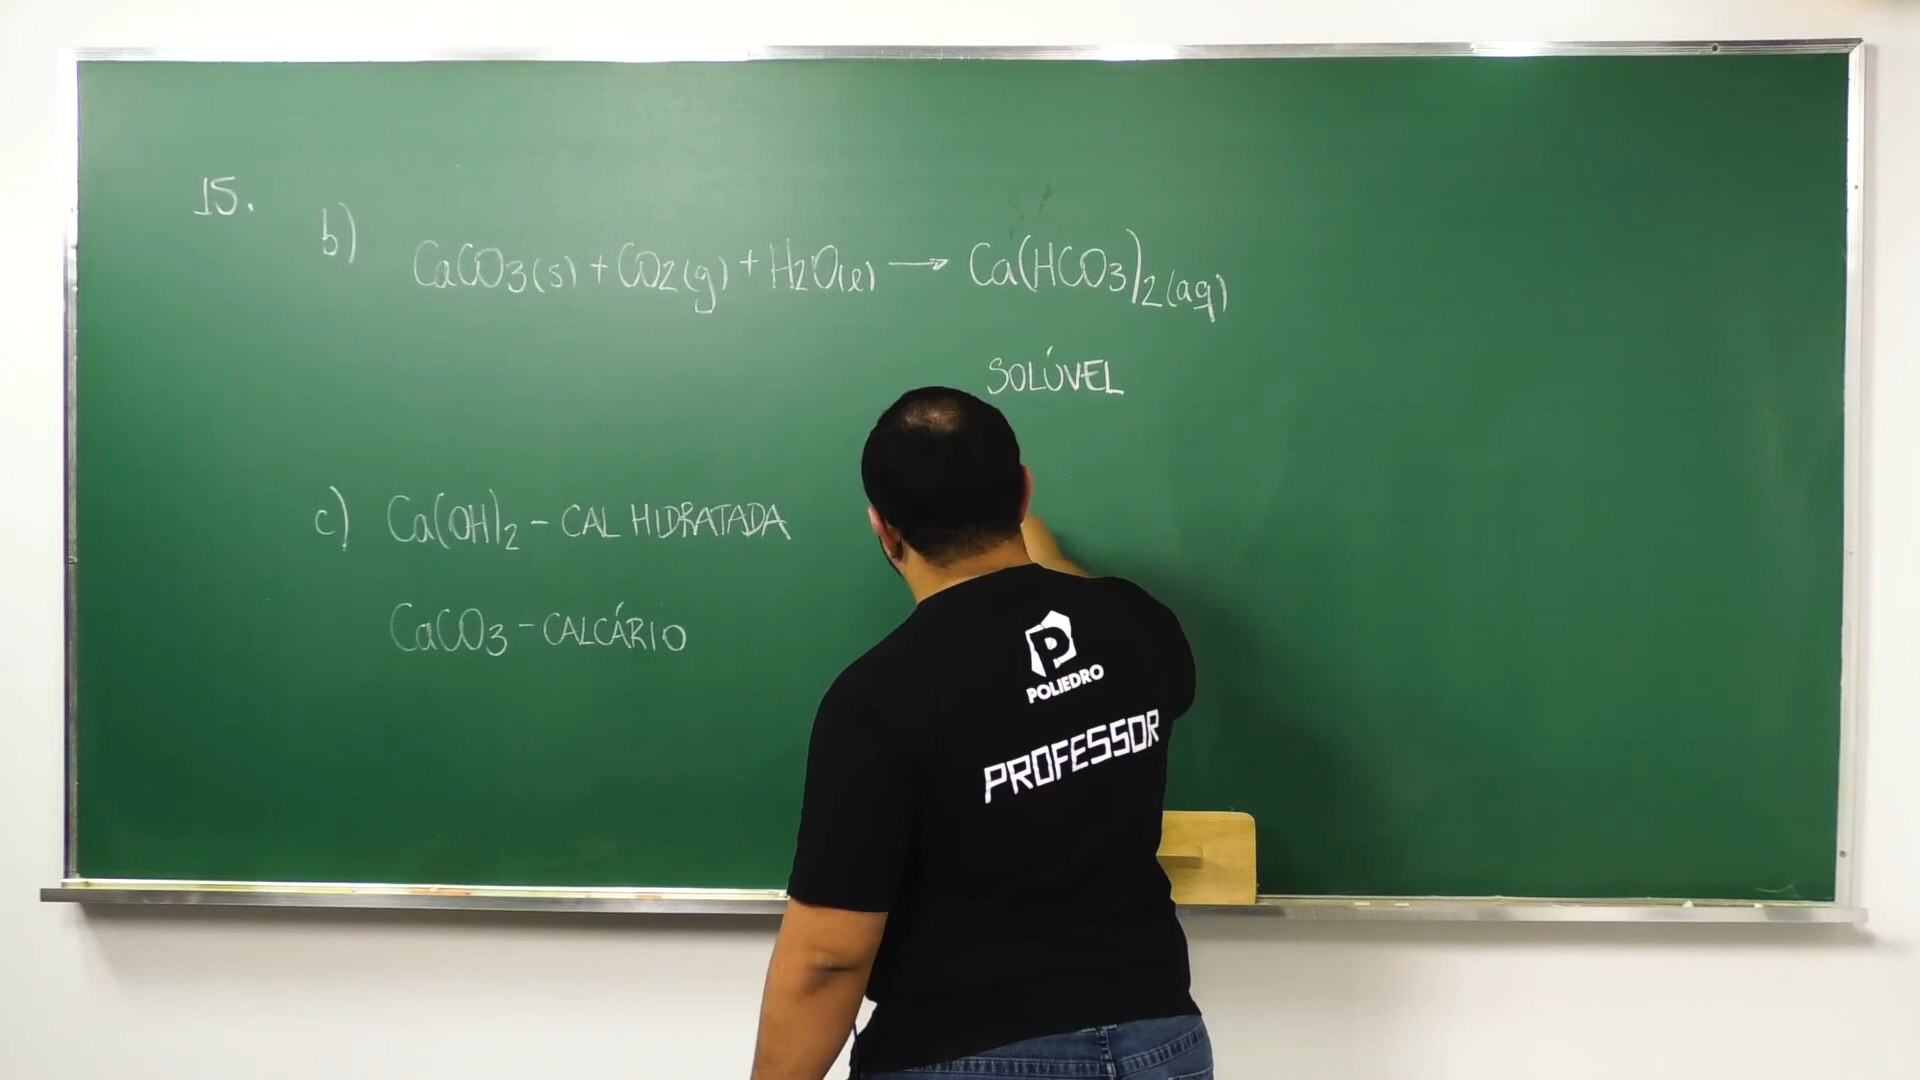 15.
b) CaCO3(s) + CO2(g) + H2O(l) → Ca(HCO3)2(aq)
SOLÚVEL
c) Ca(OH)2 - CAL HIDRATADA
CaCO3 - CALCÁRIO
POLIEDRO
PROFESSOR